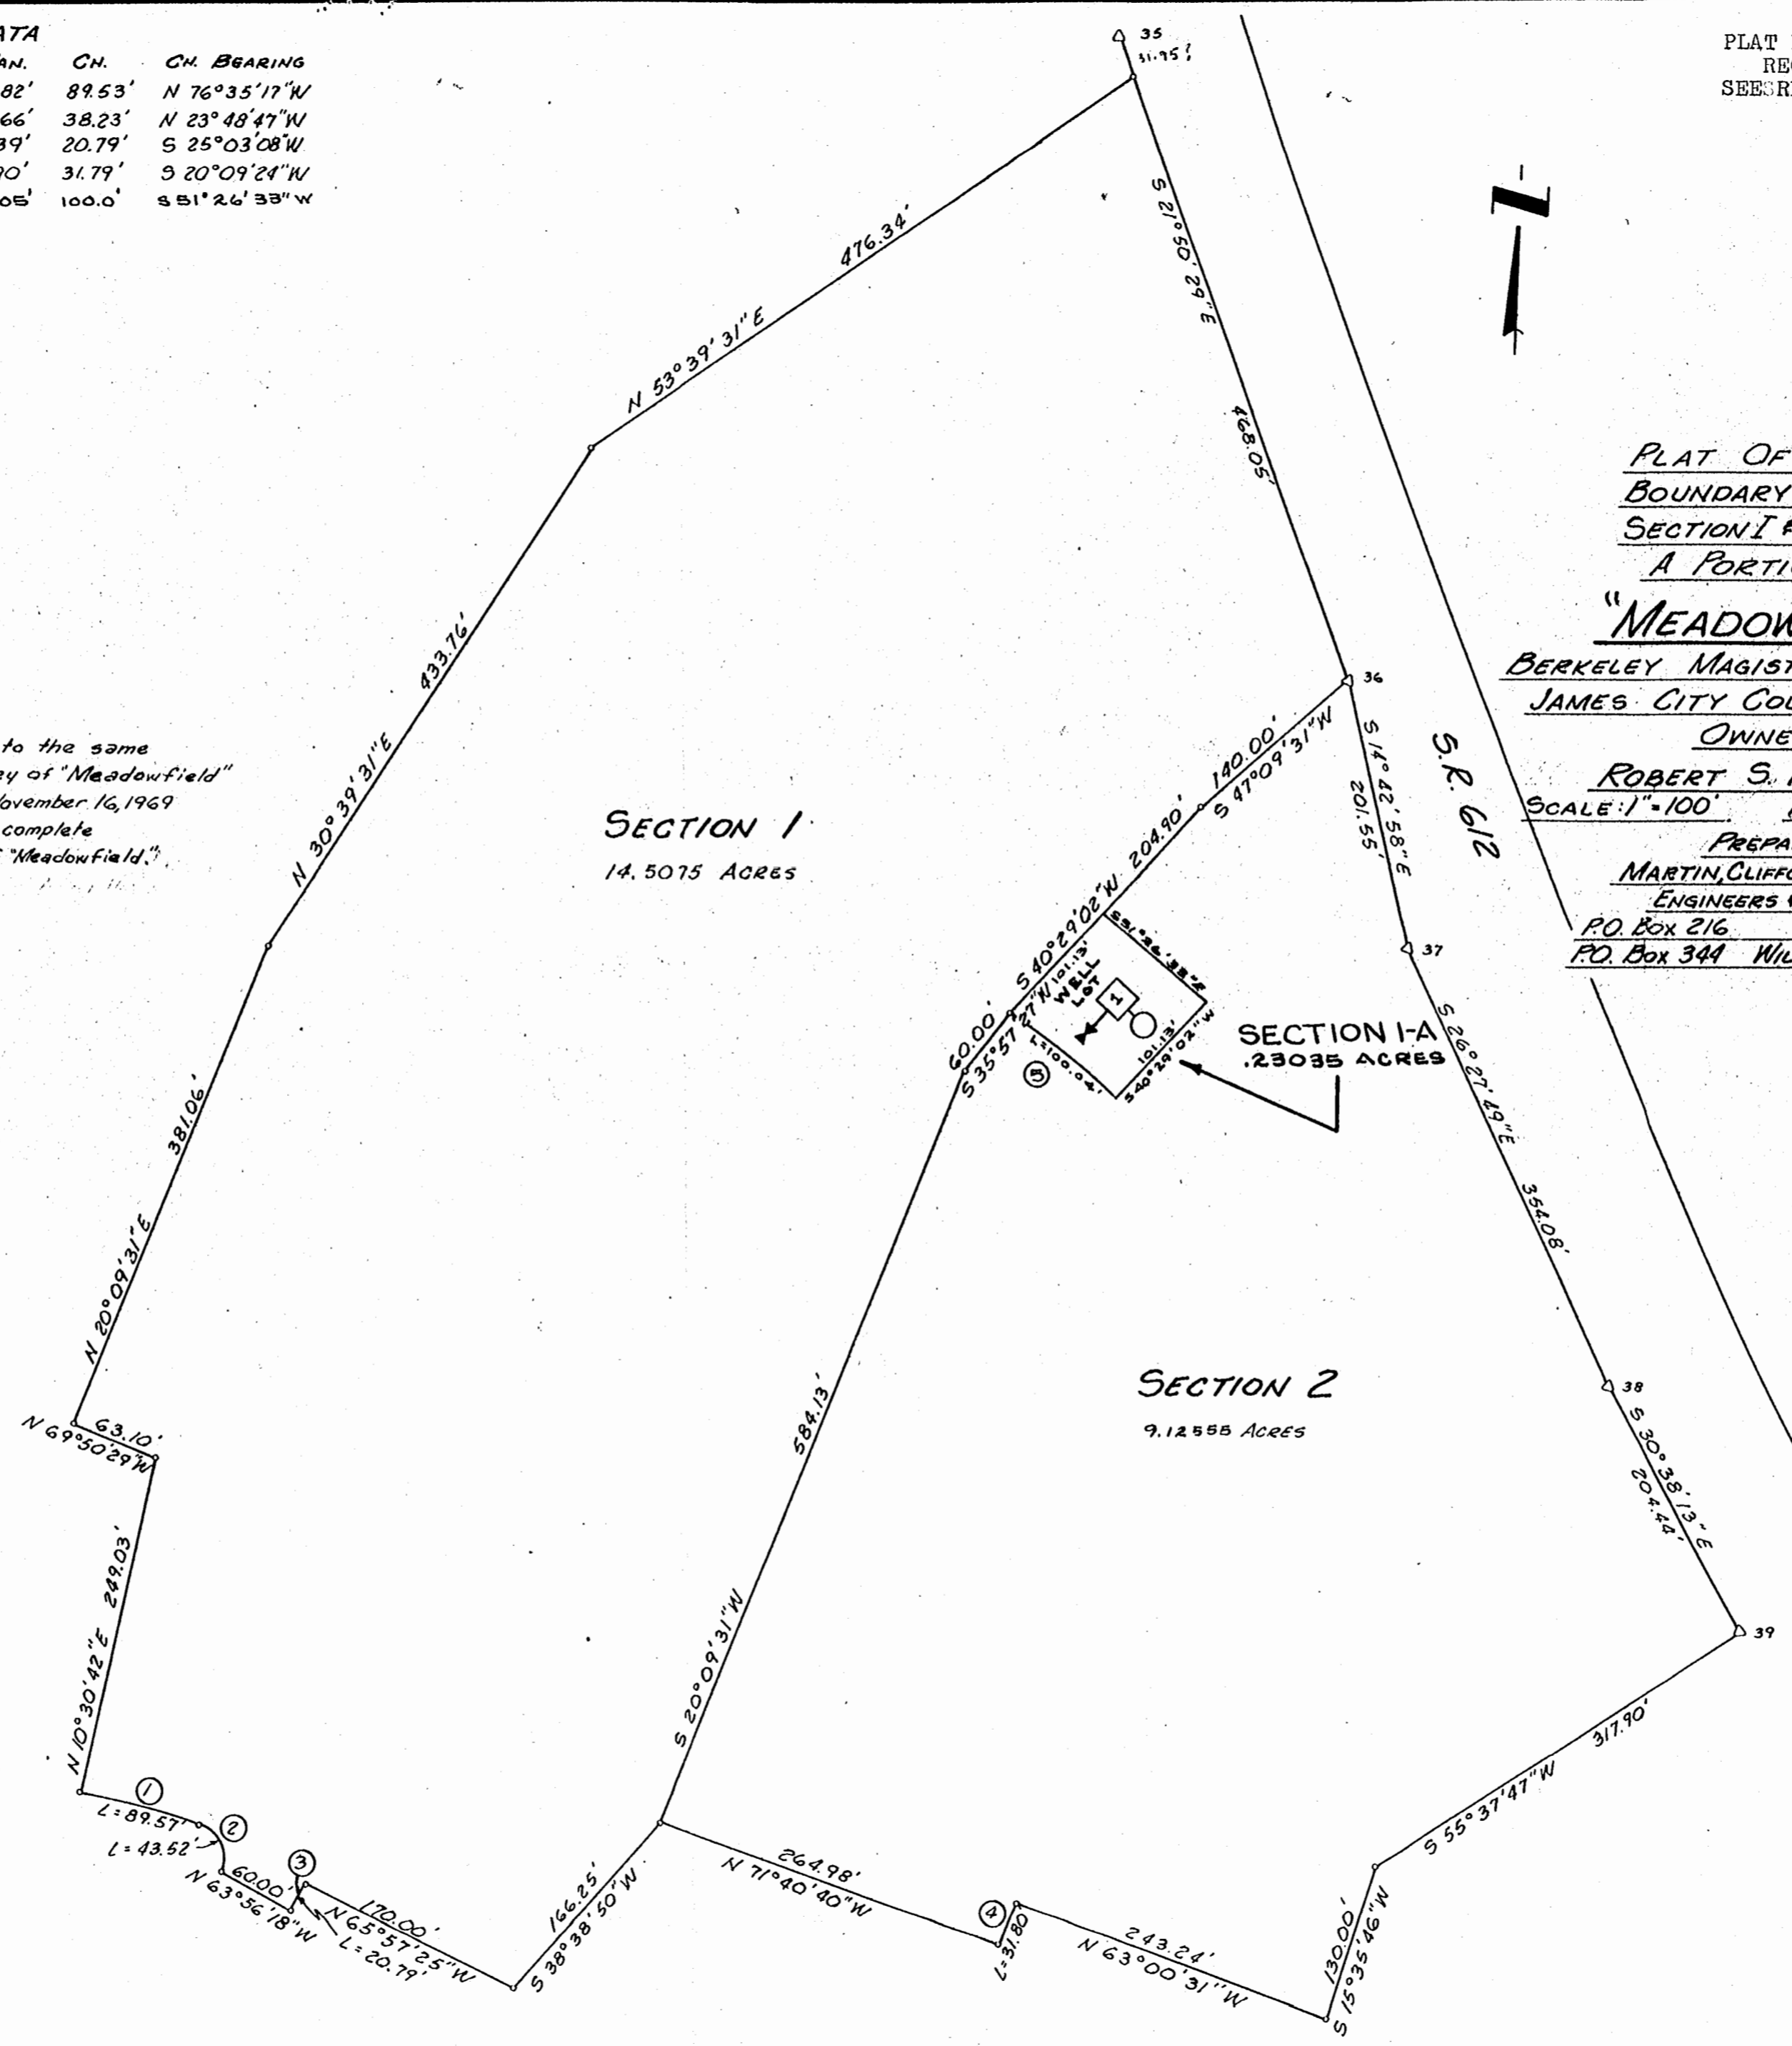 ATA
AN. CH. CH. BEARING
82' 89.53' N 76°35'17"W
66' 38.23' N 23°48'47"W
39' 20.79' S 25°03'08"W
90' 31.79' S 20°09'24"W
05' 100.0' S 51°26'33"W
PLAT
RE
35
31.95'
S 21°50'29"E
468.05'
476.34'
N 53°39'31"E
433.76'
N 30°39'31"E
381.06'
N 20°09'31"E
63.10'
N 69°50'29"W
249.03'
N 10°30'42"E
to the same
ey of "Meadowfield"
November 16, 1969
complete
"Meadowfield."
SECTION 1
14.5075 ACRES
PLAT OF
BOUNDARY
SECTION I
A PORTI
"MEADOW
BERKELEY MAGIST
JAMES CITY COU
OWNE
ROBERT S.
SCALE: 1"=100'
PREPA
MARTIN, CLIFFO
ENGINEERS
P.O. BOX 216
P.O. BOX 344 WIL
36
140.00'
S 47°09'31"W
204.90'
S 40°29'02"W
S 14°42'58"E
201.55'
S.R. 612
37
S 51°26'33"E
101.13'
WELL
LOT
1
60.00'
S 35°57'27"W
L=100.04'
5
101.13'
S 40°29'02"W
SECTION 1-A
.23035 ACRES
S 26°27'49"E
354.08'
584.13'
S 20°09'31"W
SECTION 2
9.12555 ACRES
38
S 30°38'13"E
204.44'
39
317.90'
S 55°37'47"W
1
L=89.57'
2
L=43.52'
3
60.00'
N 63°56'18"W
170.00'
N 65°57'25"W
L=20.79'
166.25'
S 38°38'50"W
264.98'
N 71°40'40"W
4
L=31.80'
243.24'
N 63°00'31"W
130.00'
S 15°35'46"W